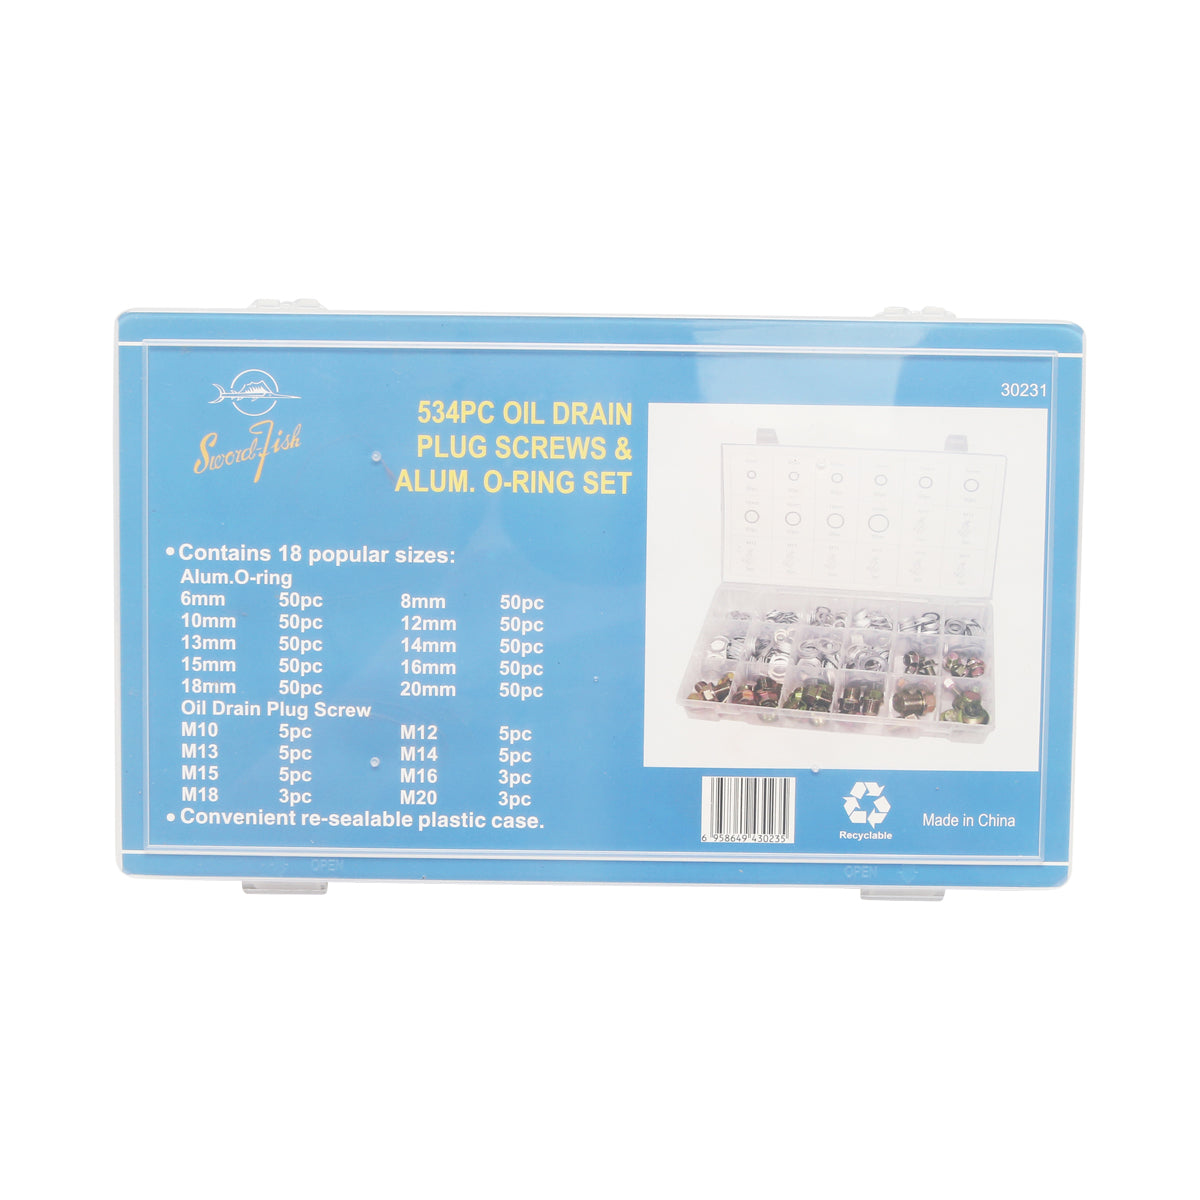 30231
SwordFish
534PC OIL DRAIN
PLUG SCREWS &
ALUM. O-RING SET
•Contains 18 popular sizes:
Alum.O-ring
6mm 50pc 8mm 50pc
10mm 50pc 12mm 50pc
13mm 50pc 14mm 50pc
15mm 50pc 16mm 50pc
18mm 50pc 20mm 50pc
Oil Drain Plug Screw
M10 5pc M12 5pc
M13 5pc M14 5pc
M15 5pc M16 3pc
M18 3pc M20 3pc
•Convenient re-sealable plastic case.
6 958649 430235
Recyclable
Made in China
OPEN OPEN